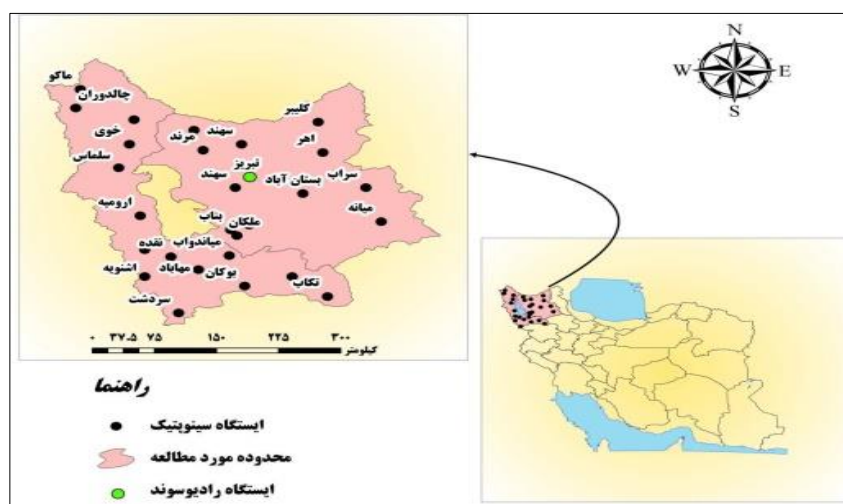 N
W E
S
ماکو
چالدوران
خوی
سلماس
ارومیه
نقده
اشنویه
سردشت
مهاباد
میاندواب
بوکان
تکاب
ملکان
بناب
سهند
تبریز
مرند
سهند
کلیبر
اهر
سراب
بستان آباد
میانه
۰ ۳۷.۵ ۷۵ ۱۵۰ ۲۲۵ ۳۰۰
کیلومتر
راهنما
ایستگاه سینوپتیک
محدوده مورد مطالعه
ایستگاه رادیوسوند